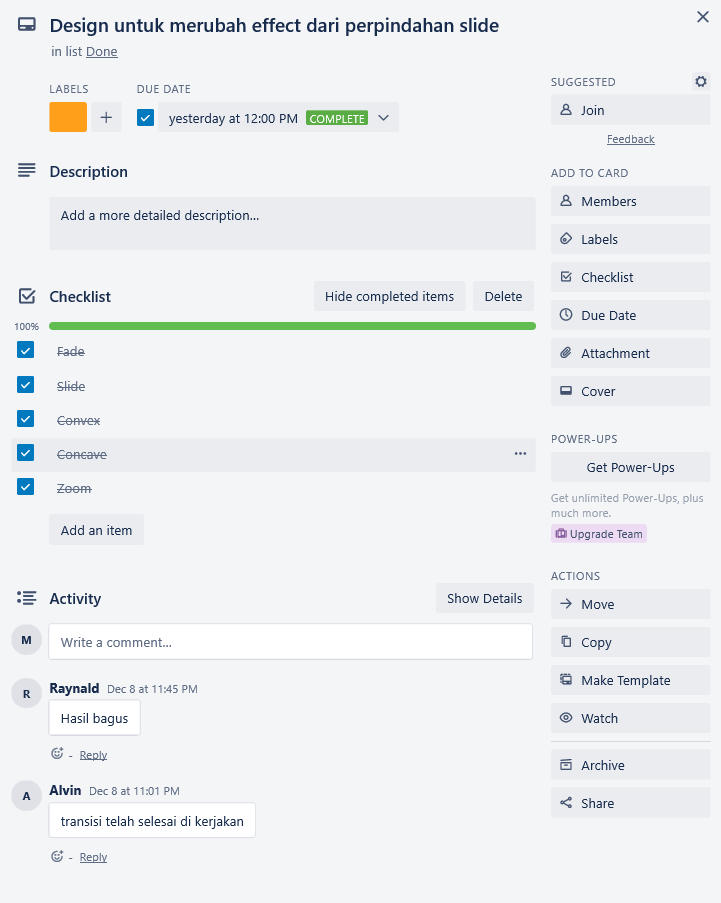 Design untuk merubah effect dari perpindahan slide
in list Done
LABELS
DUE DATE
yesterday at 12:00 PM COMPLETE
Description
Add a more detailed description...
Checklist
Hide completed items
Delete
100%
Fade
Slide
Convex
Concave
Zoom
Add an item
Activity
Show Details
M
Write a comment...
R
Raynald Dec 8 at 11:45 PM
Hasil bagus
- Reply
A
Alvin Dec 8 at 11:01 PM
transisi telah selesai di kerjakan
- Reply
SUGGESTED
Join
Feedback
ADD TO CARD
Members
Labels
Checklist
Due Date
Attachment
Cover
POWER-UPS
Get Power-Ups
Get unlimited Power-Ups, plus
much more.
Upgrade Team
ACTIONS
Move
Copy
Make Template
Watch
Archive
Share